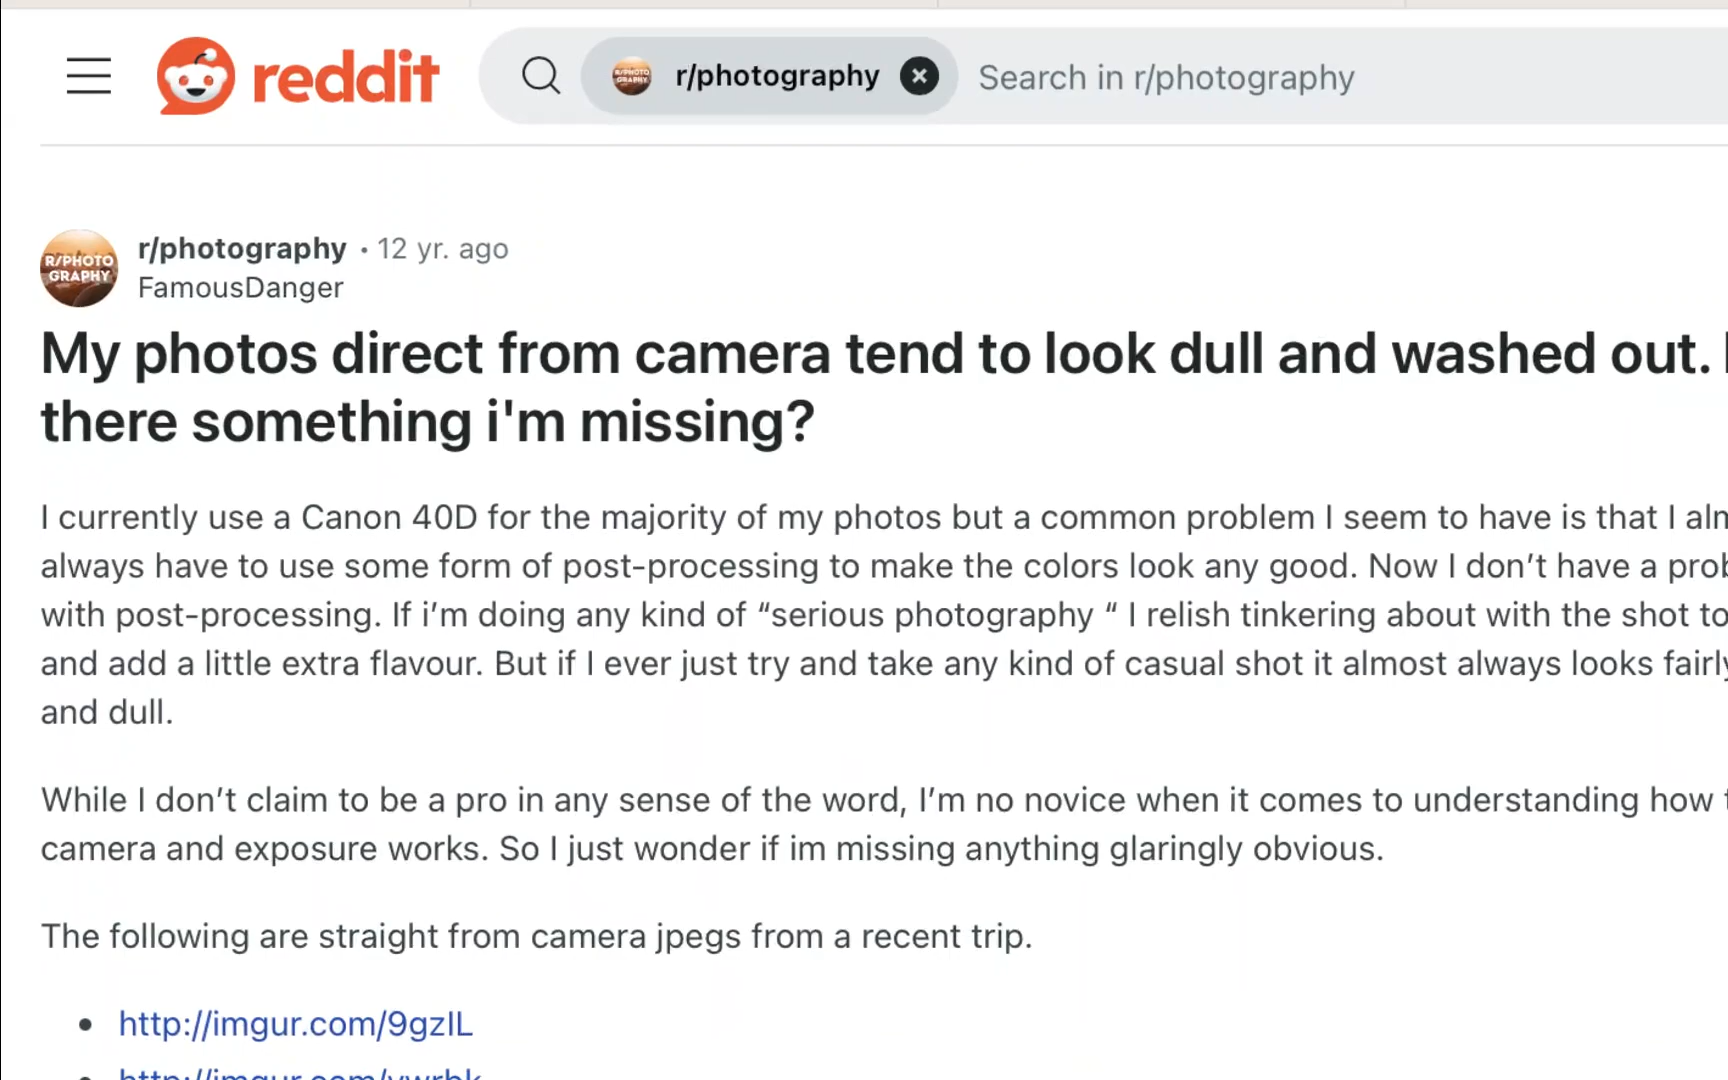 reddit r/photography Search in r/photography
r/photography • 12 yr. ago
R/PHOTO
GRAPHY
FamousDanger
My photos direct from camera tend to look dull and washed out.
there something i'm missing?
I currently use a Canon 40D for the majority of my photos but a common problem I seem to have is that I
always have to use some form of post-processing to make the colors look any good. Now I don’t have a
with post-processing. If i’m doing any kind of “serious photography “ I relish tinkering about with the shot to
and add a little extra flavour. But if I ever just try and take any kind of casual shot it almost always looks
and dull.
While I don’t claim to be a pro in any sense of the word, I’m no novice when it comes to understanding how
camera and exposure works. So I just wonder if im missing anything glaringly obvious.
The following are straight from camera jpegs from a recent trip.
• http://imgur.com/9gzIL